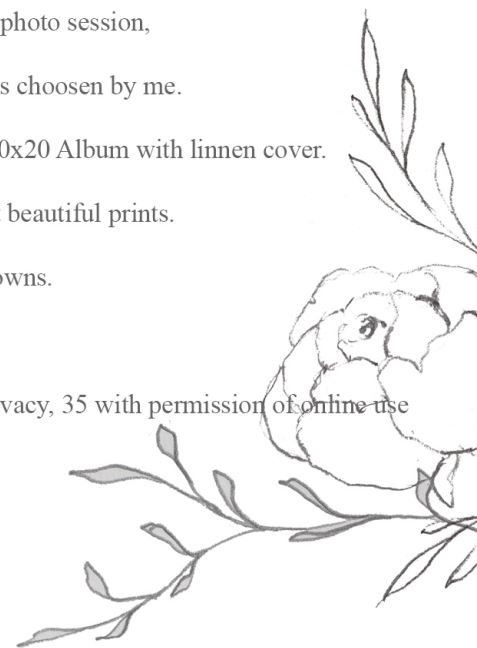 photo session,
s choosen by me.
0x20 Album with linnen cover.
beautiful prints.
owns.
vacy, 35 with permission of online use